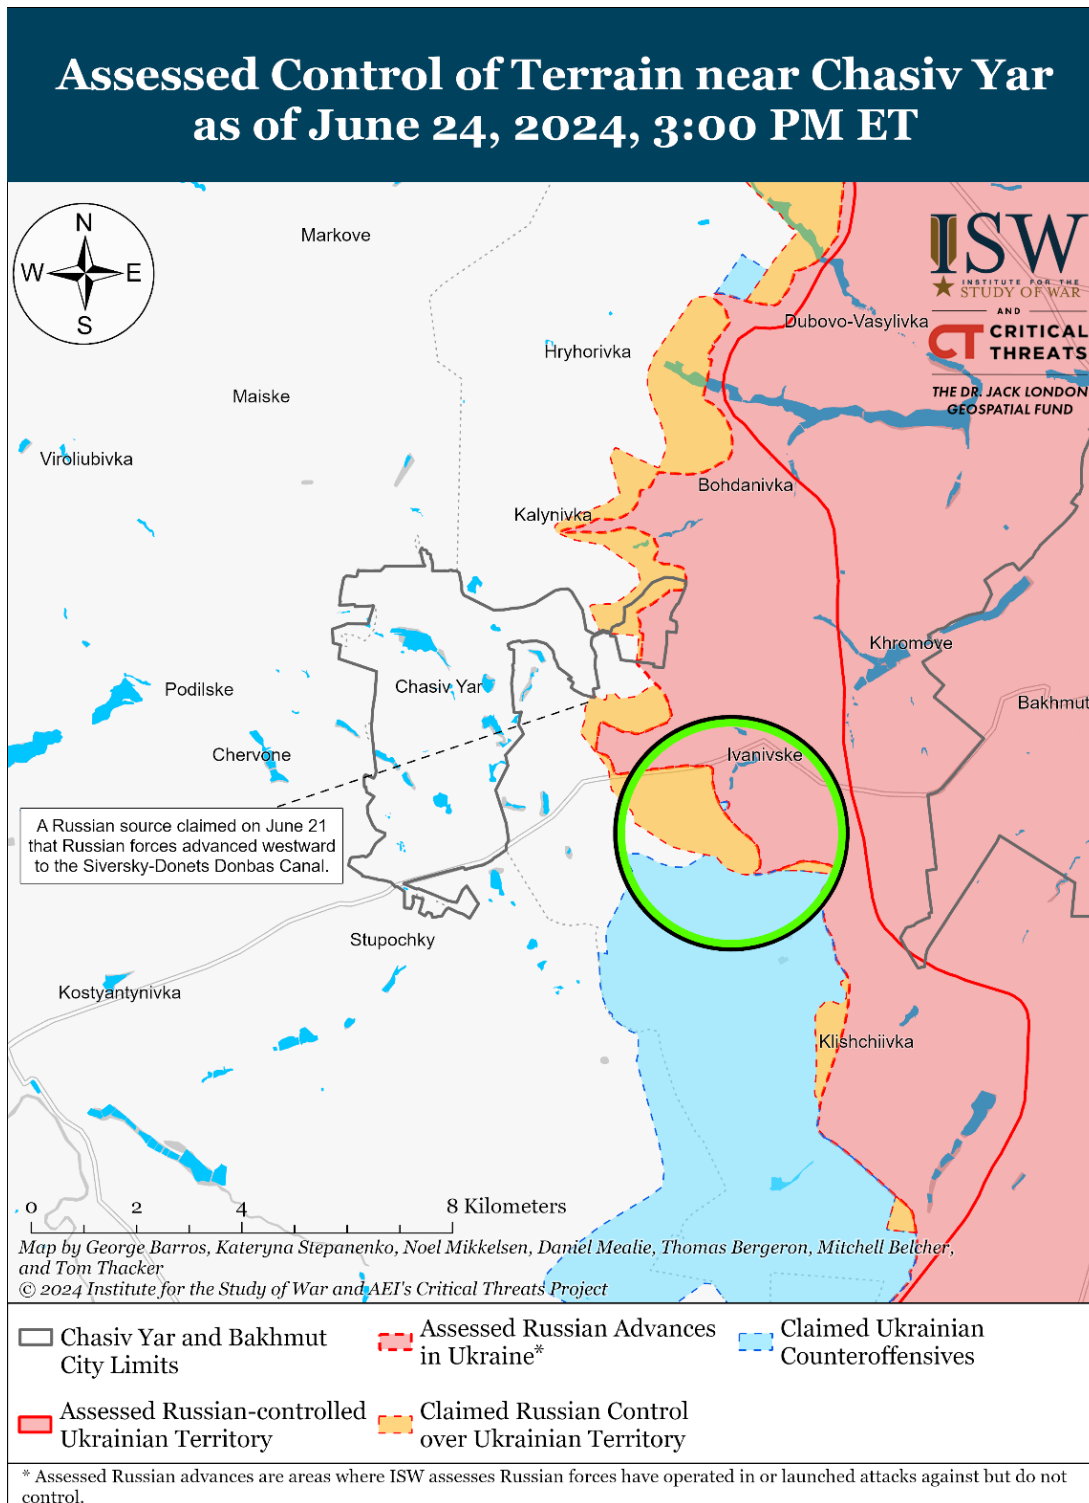 Assessed Control of Terrain near Chasiv Yar
as of June 24, 2024, 3:00 PM ET
N
W E
S
ISW
INSTITUTE FOR THE
STUDY OF WAR
AND
CT CRITICAL
THREATS
THE DR. JACK LONDON
GEOSPATIAL FUND
Markove
Dubovo-Vasylivka
Hryhorivka
Maiske
Viroliubivka
Bohdanivka
Kalynivka
Khromove
Podilske
Chasiv Yar
Bakhmut
Chervone
Ivanivske
A Russian source claimed on June 21
that Russian forces advanced westward
to the Siversky-Donets Donbas Canal.
Stupochky
Kostyantynivka
Klishchiivka
0 2 4 8 Kilometers
Map by George Barros, Kateryna Stepanenko, Noel Mikkelsen, Daniel Mealie, Thomas Bergeron, Mitchell Belcher,
and Tom Thacker
© 2024 Institute for the Study of War and AEI's Critical Threats Project
Chasiv Yar and Bakhmut
City Limits
Assessed Russian Advances
in Ukraine*
Claimed Ukrainian
Counteroffensives
Assessed Russian-controlled
Ukrainian Territory
Claimed Russian Control
over Ukrainian Territory
* Assessed Russian advances are areas where ISW assesses Russian forces have operated in or launched attacks against but do not
control.